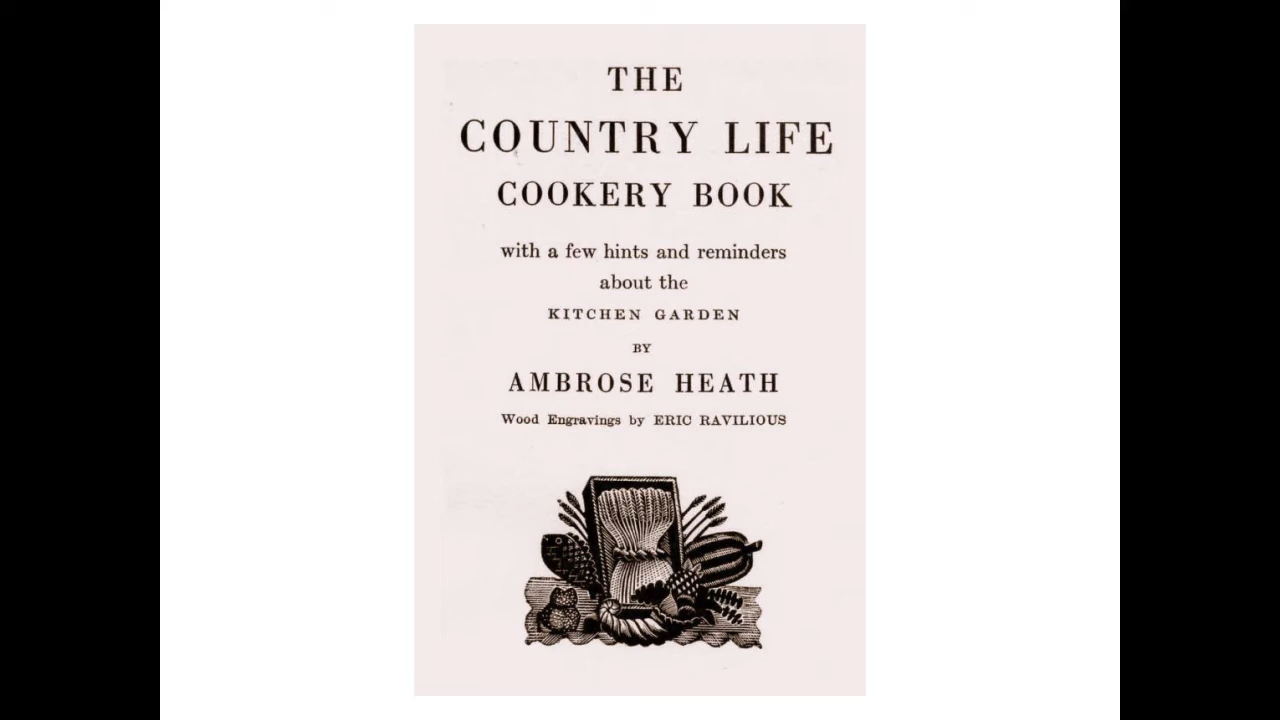 THE
COUNTRY LIFE
COOKERY BOOK
with a few hints and reminders
about the
KITCHEN GARDEN
BY
AMBROSE HEATH
Wood Engravings by ERIC RAVILIOUS